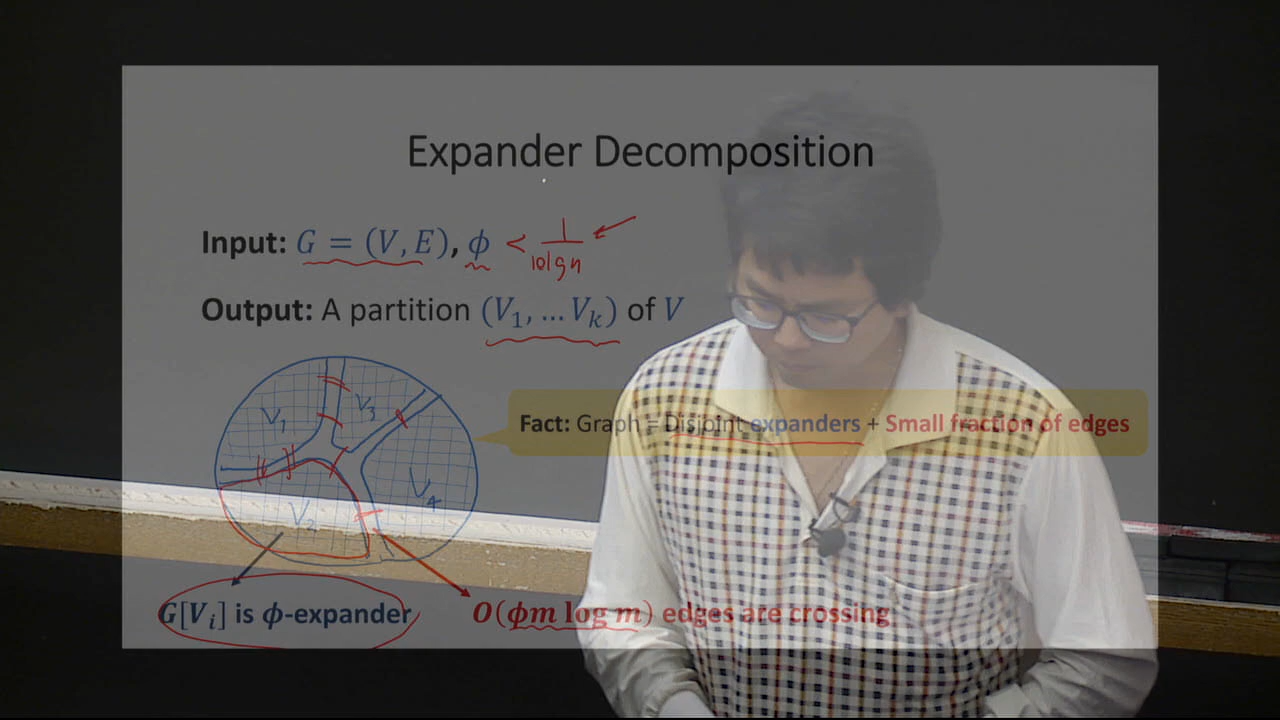 Expander Decomposition
Input: G = (V, E), ϕ < 1/10lg n
Output: A partition (V₁, … Vₖ) of V
V₁
V₃
Fact: Graph = Disjoint expanders + Small fraction of edges
V₄
V₂
G[Vᵢ] is ϕ-expander
O(ϕm log m) edges are crossing